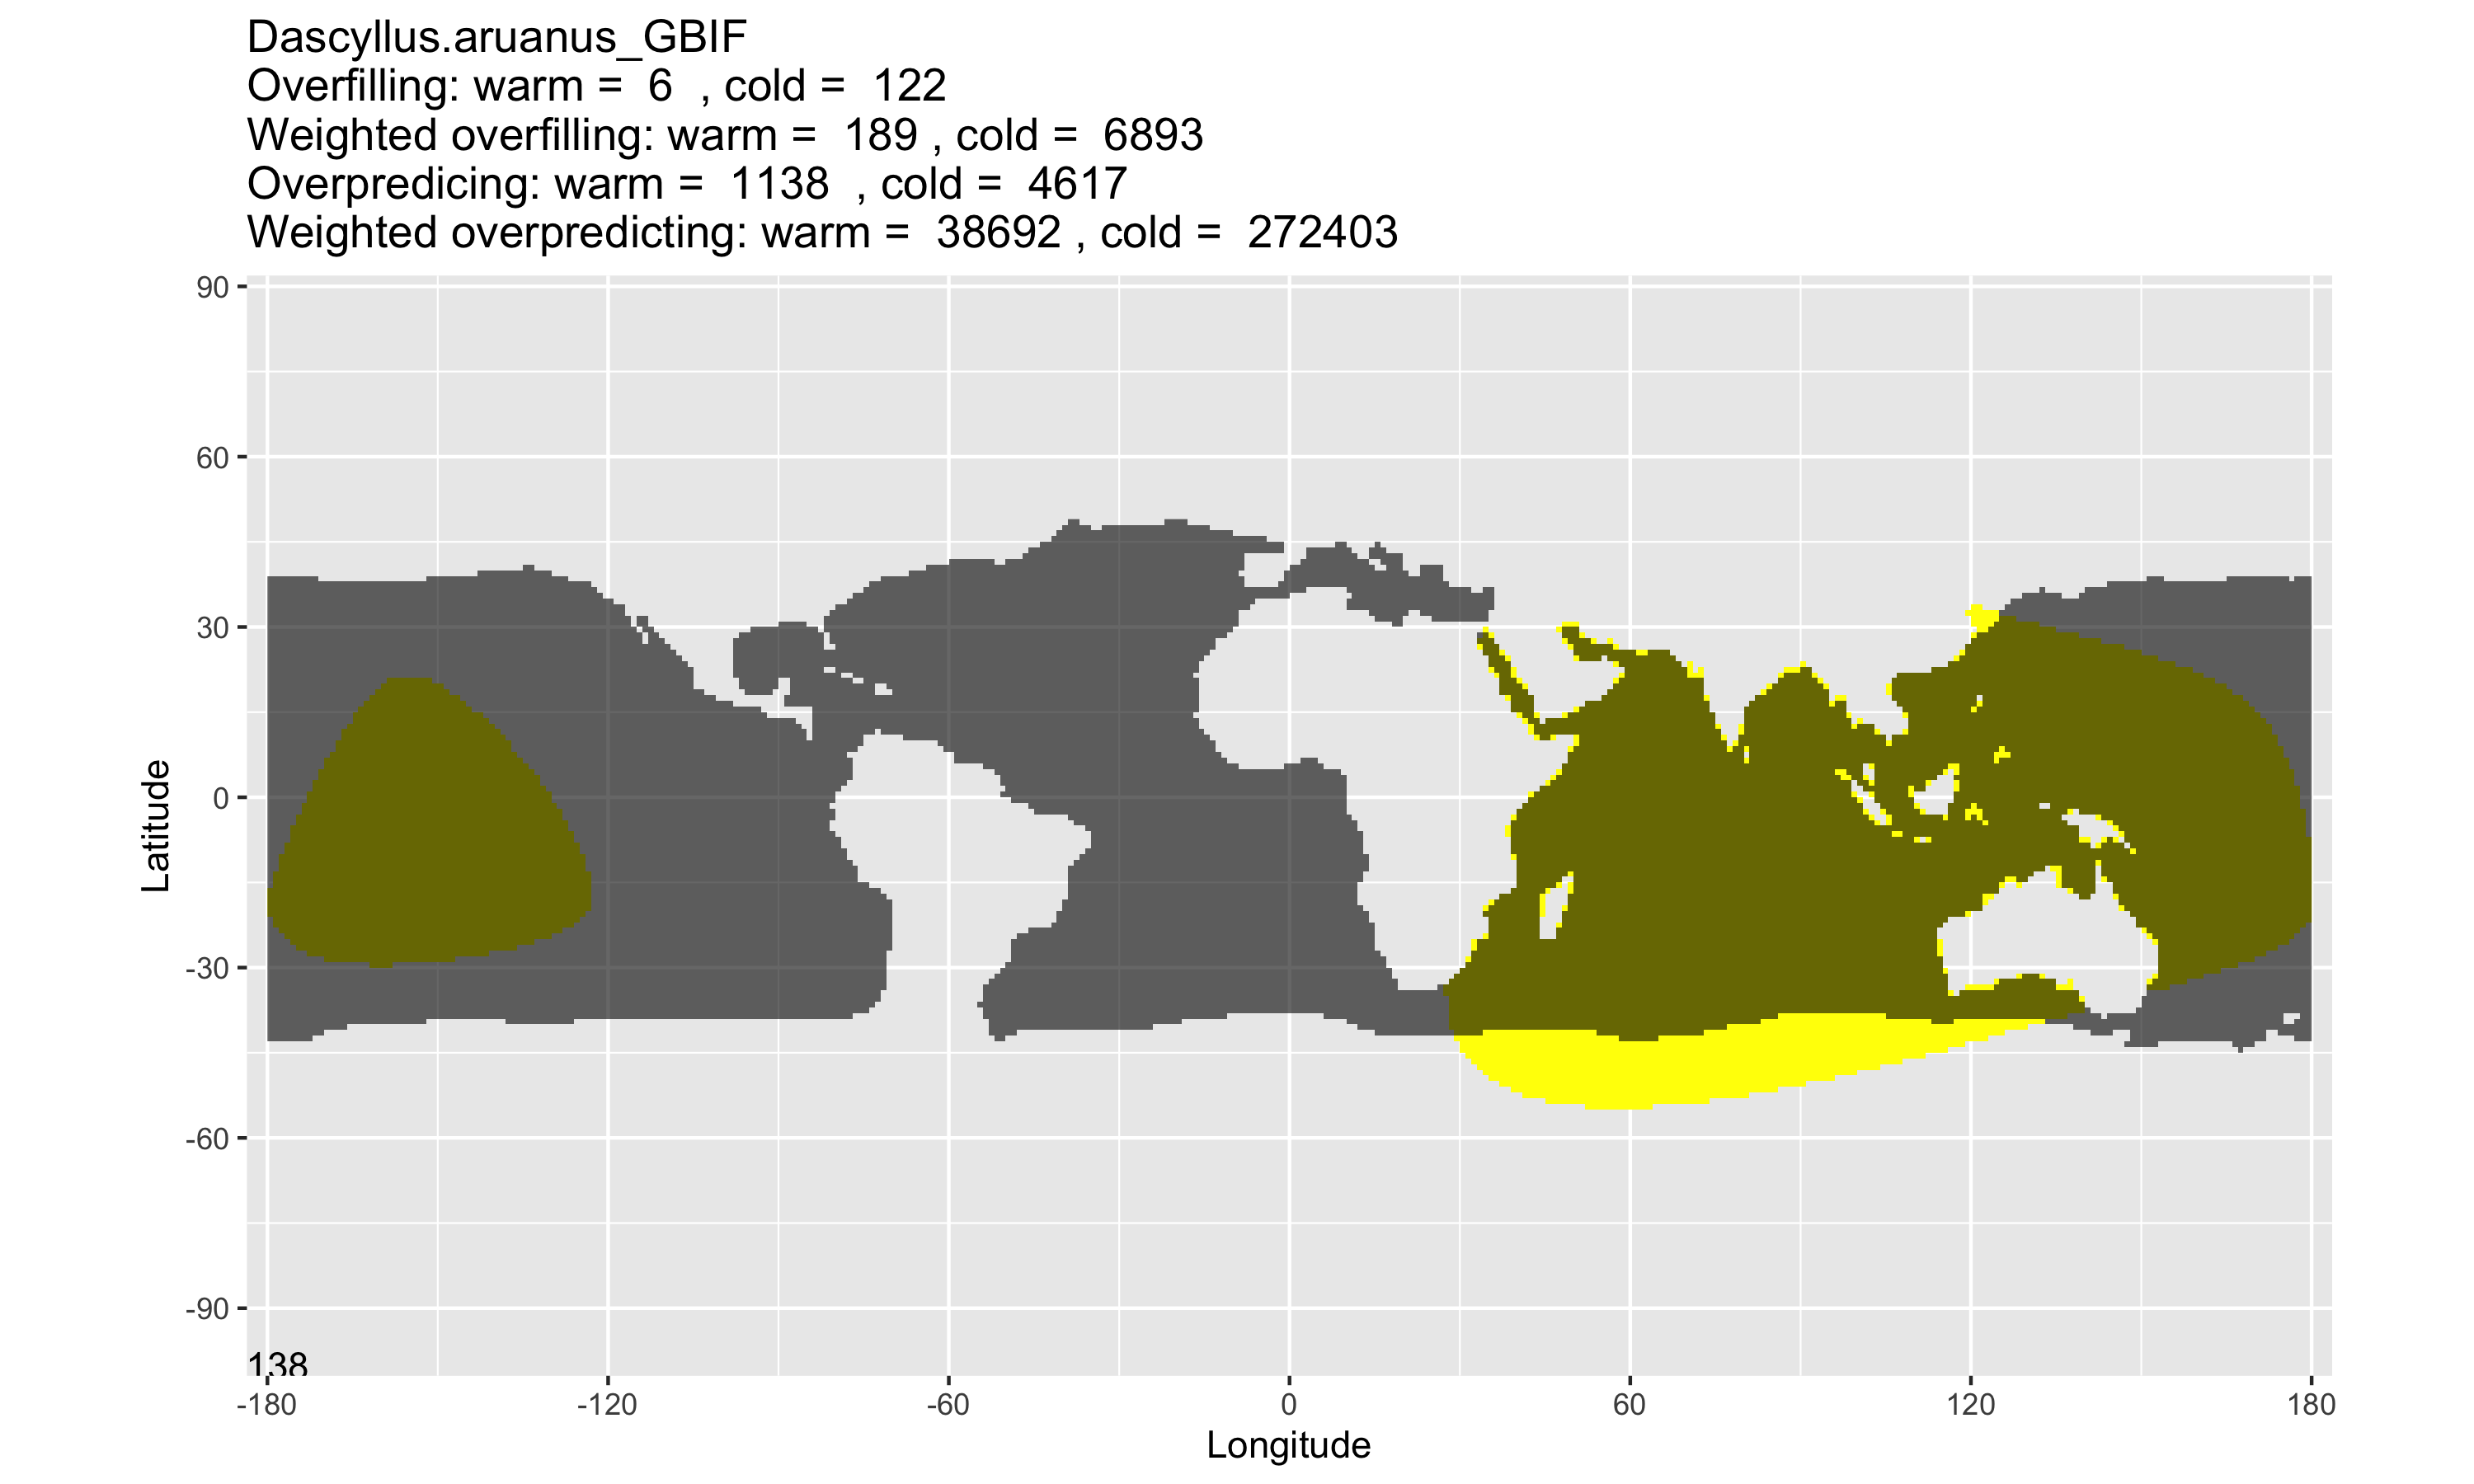 Dascyllus.aruanus_GBIF
Overfilling: warm = 6 , cold = 122
Weighted overfilling: warm = 189 , cold = 6893
Overpredicing: warm = 1138 , cold = 4617
Weighted overpredicting: warm = 38692 , cold = 272403
90
60
30
0
-30
-60
-90
Latitude
138
-180
-120
-60
0
60
120
180
Longitude